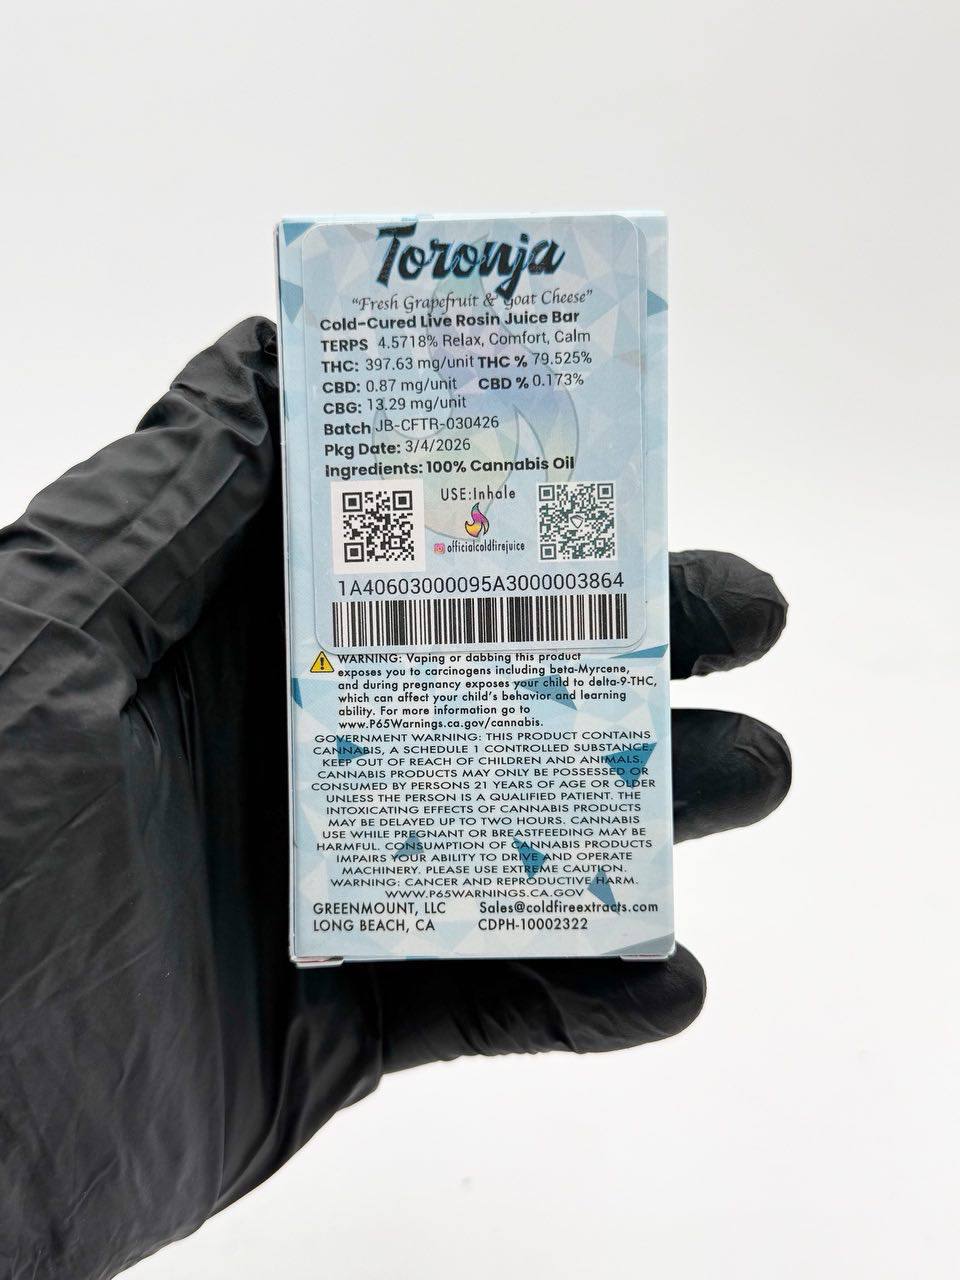 Toronja
"Fresh Grapefruit & Goat Cheese"
Cold-Cured Live Rosin Juice Bar
TERPS 4.5718% Relax, Comfort, Calm
THC: 397.63 mg/unit THC % 79.525%
CBD: 0.87 mg/unit CBD % 0.173%
CBG: 13.29 mg/unit
Batch JB-CFTR-030426
Pkg Date: 3/4/2026
Ingredients: 100% Cannabis Oil
USE:Inhale
officialcoldfirejuice
1A40603000095A3000003864
WARNING: Vaping or dabbing this product
exposes you to carcinogens including beta-Myrcene,
and during pregnancy exposes your child to delta-9-THC,
which can affect your child's behavior and learning
ability. For more information go to
www.P65Warnings.ca.gov/cannabis.
GOVERNMENT WARNING: THIS PRODUCT CONTAINS
CANNABIS, A SCHEDULE 1 CONTROLLED SUBSTANCE.
KEEP OUT OF REACH OF CHILDREN AND ANIMALS.
CANNABIS PRODUCTS MAY ONLY BE POSSESSED OR
CONSUMED BY PERSONS 21 YEARS OF AGE OR OLDER
UNLESS THE PERSON IS A QUALIFIED PATIENT. THE
INTOXICATING EFFECTS OF CANNABIS PRODUCTS
MAY BE DELAYED UP TO TWO HOURS. CANNABIS
USE WHILE PREGNANT OR BREASTFEEDING MAY BE
HARMFUL. CONSUMPTION OF CANNABIS PRODUCTS
IMPAIRS YOUR ABILITY TO DRIVE AND OPERATE
MACHINERY. PLEASE USE EXTREME CAUTION.
WARNING: CANCER AND REPRODUCTIVE HARM.
WWW.P65WARNINGS.CA.GOV
GREENMOUNT, LLC Sales@coldfireextracts.com
LONG BEACH, CA CDPH-10002322